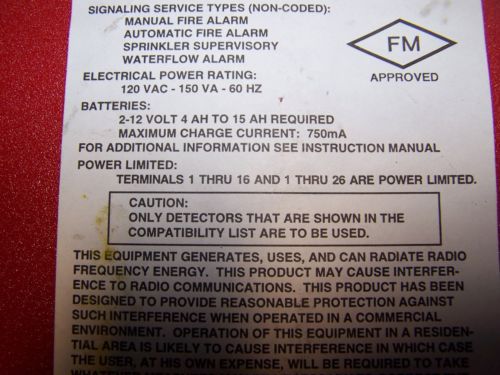 SIGNALING SERVICE TYPES (NON-CODED):
MANUAL FIRE ALARM
AUTOMATIC FIRE ALARM
SPRINKLER SUPERVISORY
WATERFLOW ALARM
FM
APPROVED
ELECTRICAL POWER RATING:
120 VAC - 150 VA - 60 HZ
BATTERIES:
2-12 VOLT 4 AH TO 15 AH REQUIRED
MAXIMUM CHARGE CURRENT: 750mA
FOR ADDITIONAL INFORMATION SEE INSTRUCTION MANUAL
POWER LIMITED:
TERMINALS 1 THRU 16 AND 1 THRU 26 ARE POWER LIMITED.
CAUTION:
ONLY DETECTORS THAT ARE SHOWN IN THE
COMPATIBILITY LIST ARE TO BE USED.
THIS EQUIPMENT GENERATES, USES, AND CAN RADIATE RADIO
FREQUENCY ENERGY. THIS PRODUCT MAY CAUSE INTERFER-
ENCE TO RADIO COMMUNICATIONS. THIS PRODUCT HAS BEEN
DESIGNED TO PROVIDE REASONABLE PROTECTION AGAINST
SUCH INTERFERENCE WHEN OPERATED IN A COMMERCIAL
ENVIRONMENT. OPERATION OF THIS EQUIPMENT IN A RESIDEN-
TIAL AREA IS LIKELY TO CAUSE INTERFERENCE IN WHICH CASE
THE USER, AT HIS OWN EXPENSE, WILL BE REQUIRED TO TAKE